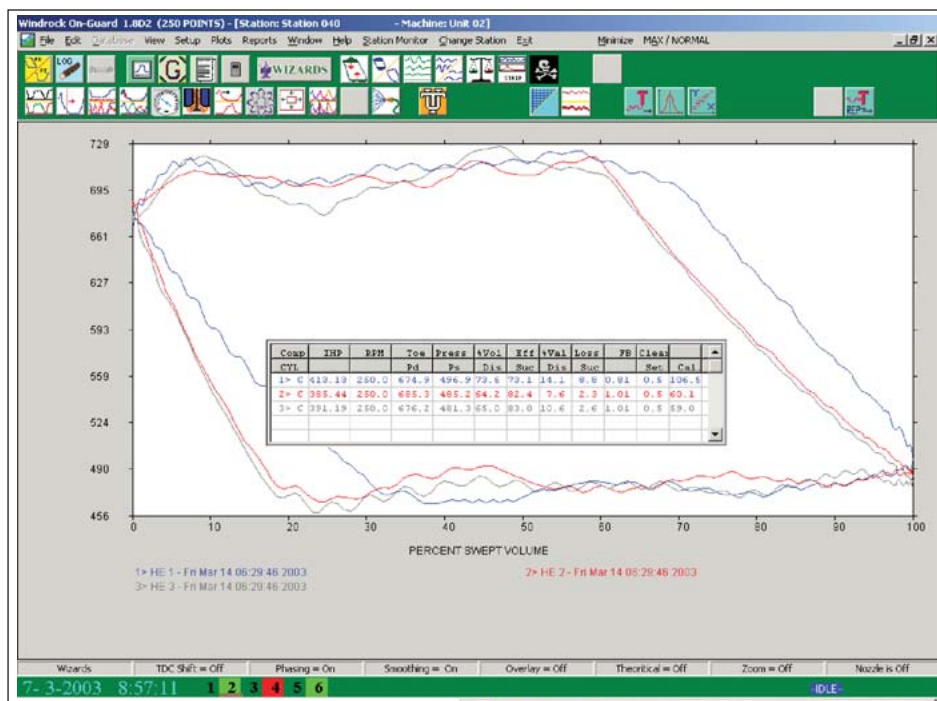 Windrock On-Guard 1.8D2 (250 POINTS) - [Station: Station 040 - Machine: Unit 02]
File Edit Database View Setup Plots Reports Window Help Station Monitor Change Station Exit Minimize MAX / NORMAL
LOG
G
WIZARDS
STRIP
T
REP
729
695
661
627
593
559
524
490
456
0 10 20 30 40 50 60 70 80 90 100
PERCENT SWEPT VOLUME
Comp IHP RPM Toe Press %Vol Eff %Val Loss FB Clear
CYL Pd Ps Dis Suc Dis Suc Set Cal
1> C 413.13 250.0 674.9 496.9 73.6 73.1 14.1 8.8 0.81 0.5 106.5
2> C 385.44 250.0 685.3 485.2 64.2 82.4 7.6 2.3 1.01 0.5 60.1
3> C 391.19 250.0 676.2 481.3 65.0 83.0 10.6 2.6 1.01 0.5 59.0
1> HE 1 - Fri Mar 14 06:29:46 2003 2> HE 2 - Fri Mar 14 06:29:46 2003
3> HE 3 - Fri Mar 14 06:29:46 2003
Wizards TDC Shift = Off Phasing = On Smoothing = On Overlay = Off Theoritical = Off Zoom = Off Nozzle is Off
7- 3-2003 8:57:11 1 2 3 4 5 6 -IDLE-